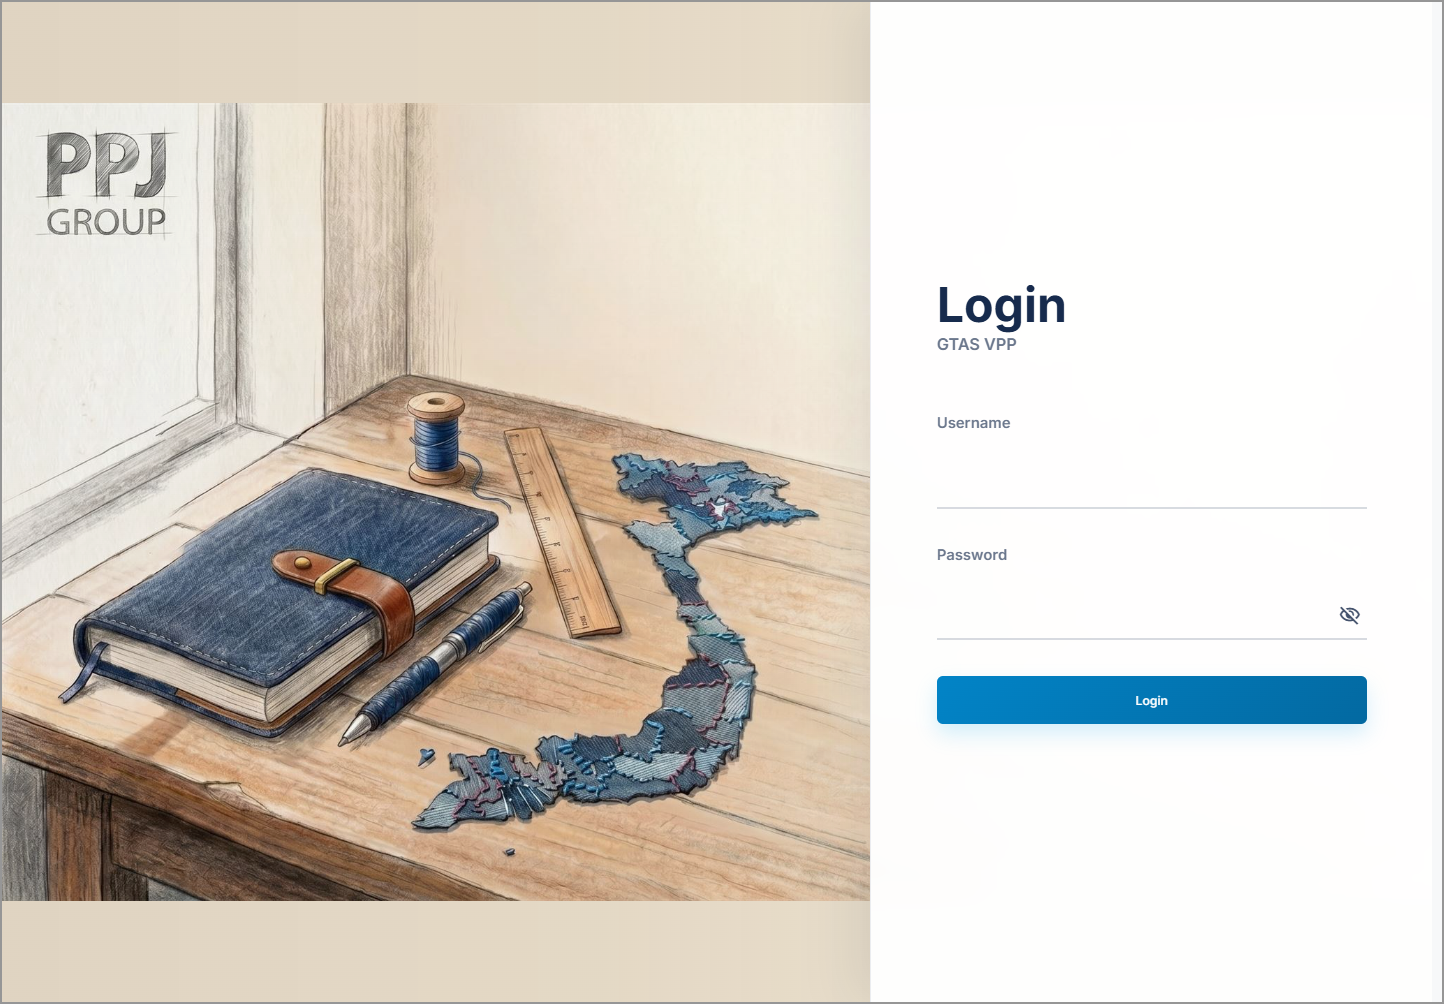 PPJ
GROUP
Login
GTAS VPP
Username
Password
Login